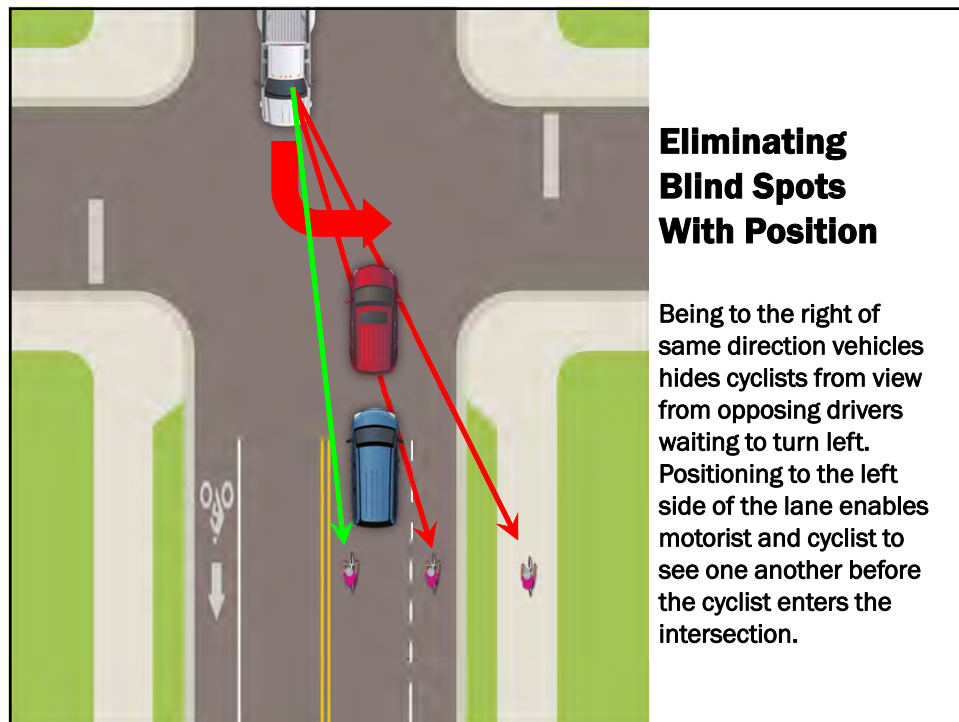 Eliminating
Blind Spots
With Position
Being to the right of
same direction vehicles
hides cyclists from view
from opposing drivers
waiting to turn left.
Positioning to the left
side of the lane enables
motorist and cyclist to
see one another before
the cyclist enters the
intersection.